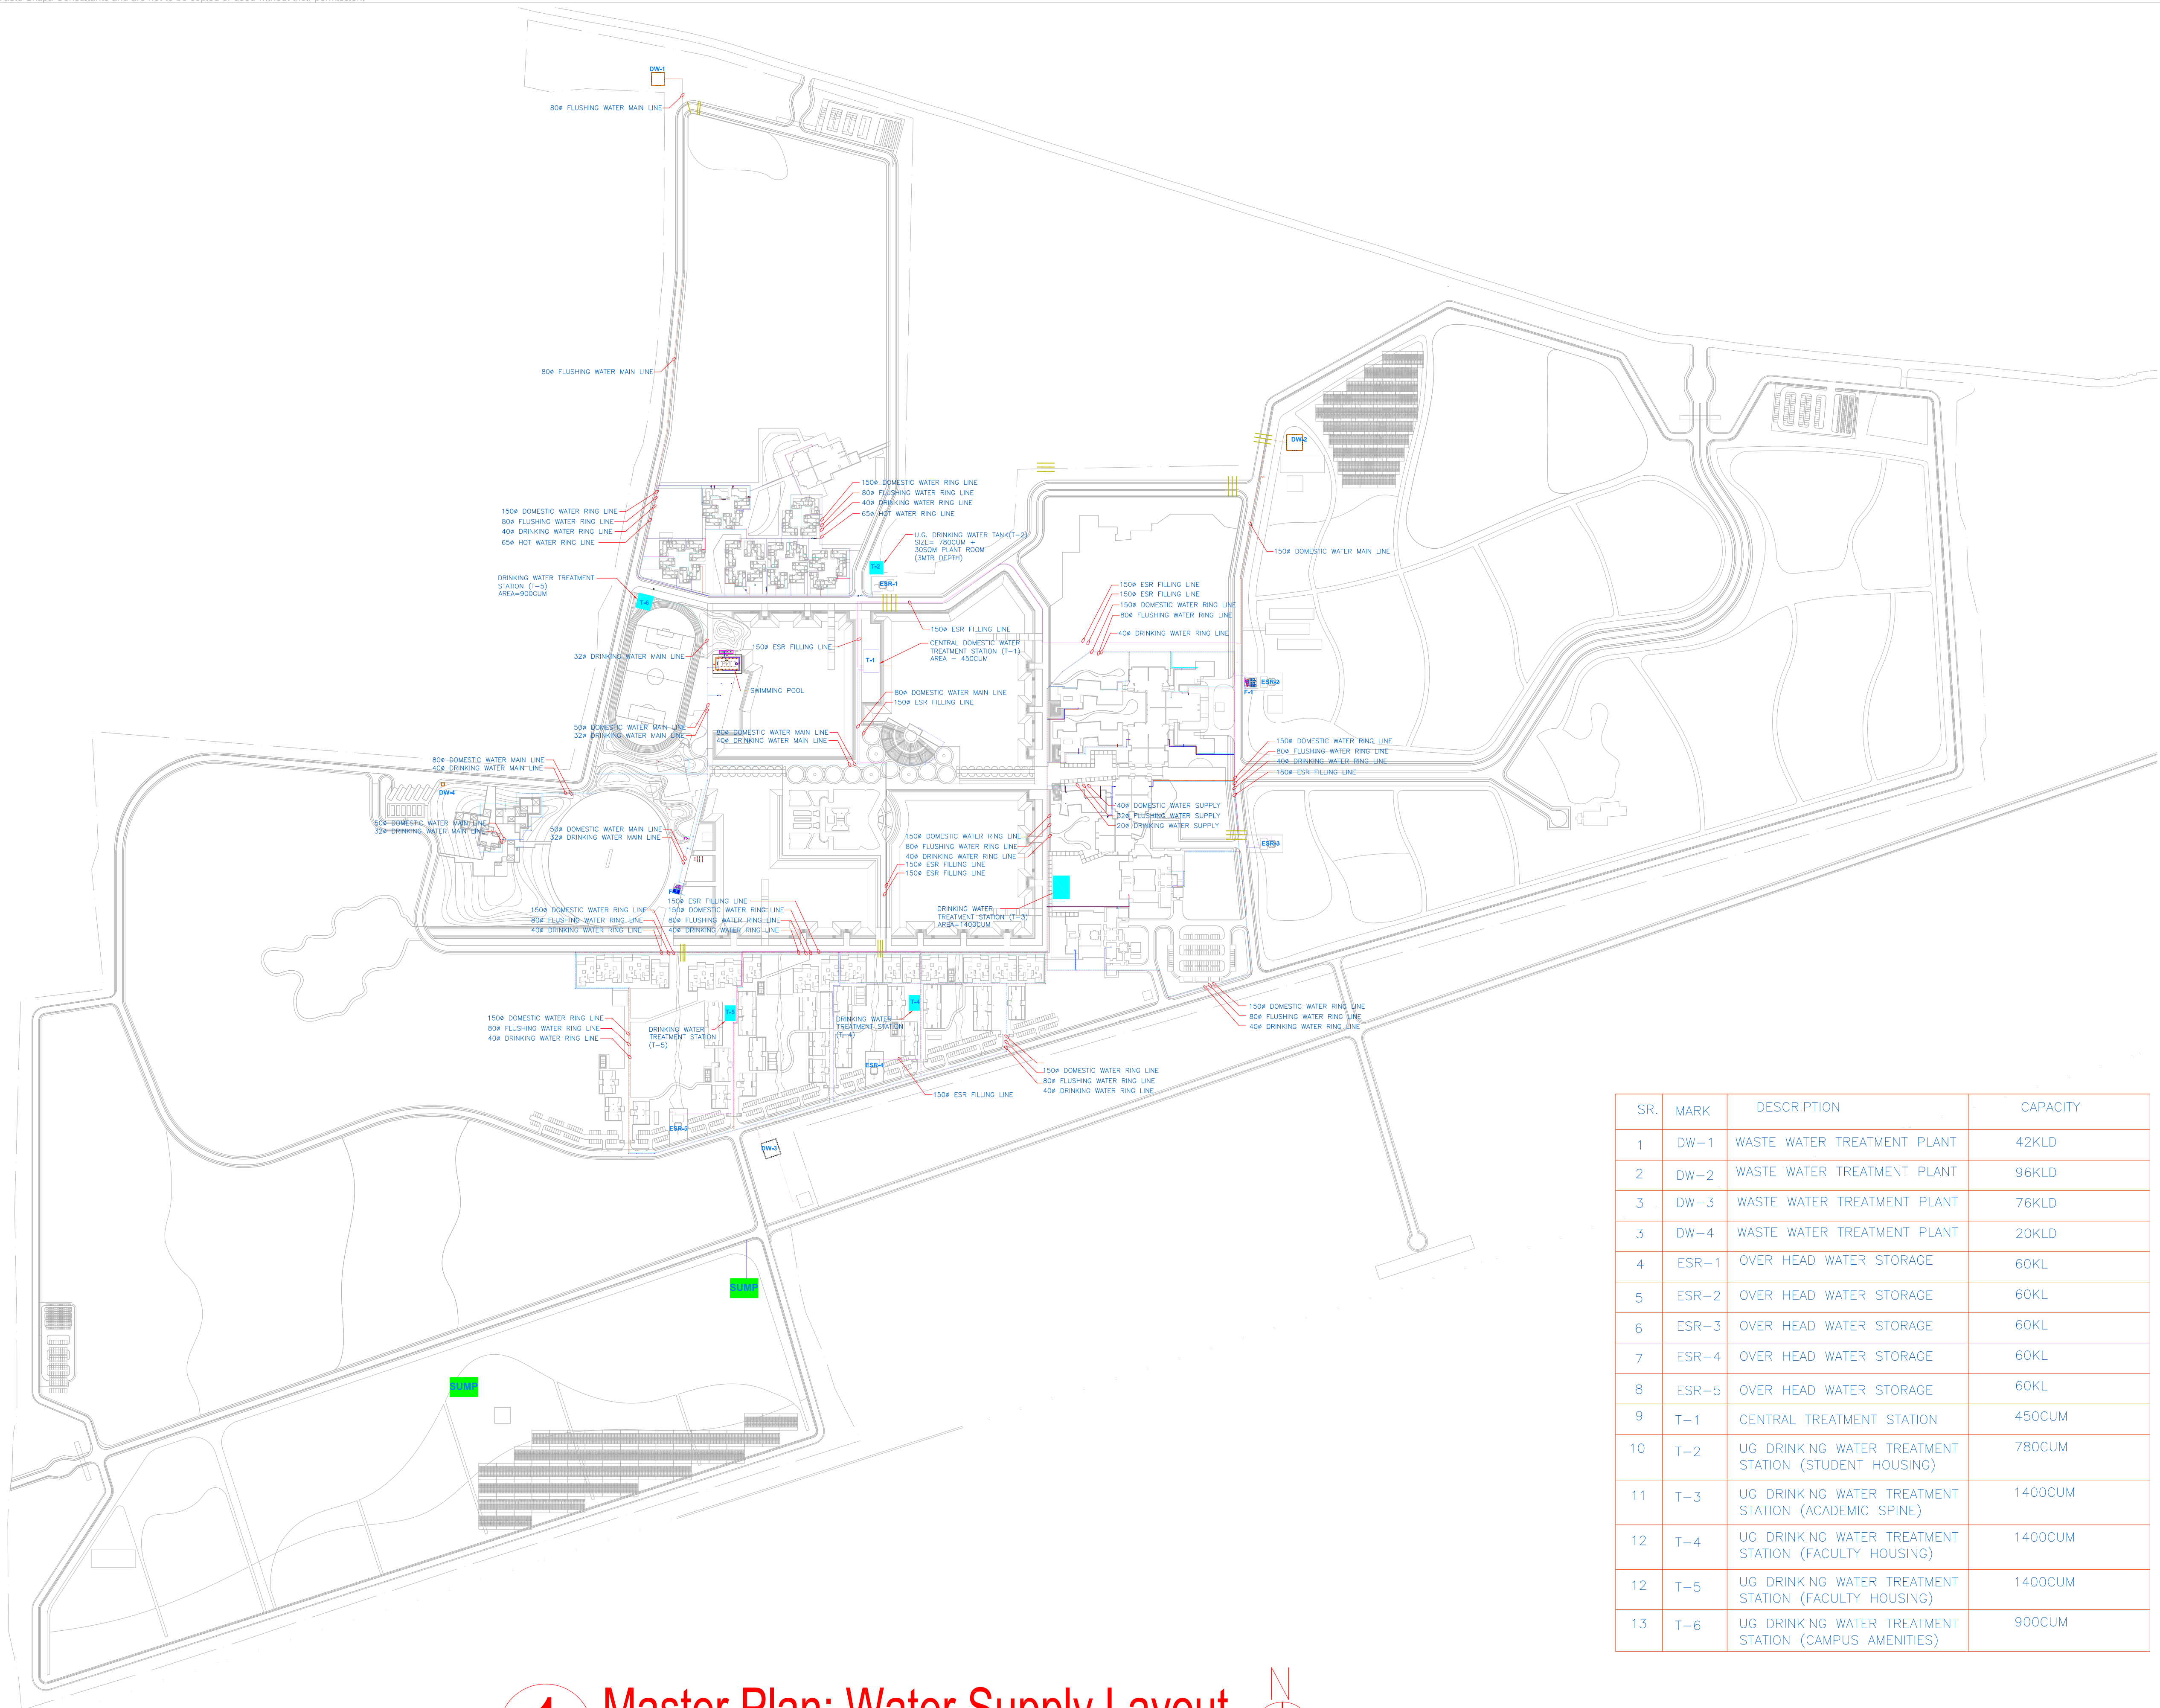 DW-1
80ø FLUSHING WATER MAIN LINE
80ø FLUSHING WATER MAIN LINE
DW-2
150ø DOMESTIC WATER RING LINE
80ø FLUSHING WATER RING LINE
40ø DRINKING WATER RING LINE
65ø HOT WATER RING LINE
150ø DOMESTIC WATER RING LINE
80ø FLUSHING WATER RING LINE
40ø DRINKING WATER RING LINE
65ø HOT WATER RING LINE
U.G. DRINKING WATER TANK(T-2)
SIZE= 780CUM +
30SQM PLANT ROOM
(3MTR DEPTH)
150ø DOMESTIC WATER MAIN LINE
T-2
ESR-1
DRINKING WATER TREATMENT
STATION (T-5)
AREA=900CUM
T-6
150ø ESR FILLING LINE
150ø ESR FILLING LINE
150ø DOMESTIC WATER RING LINE
80ø FLUSHING WATER RING LINE
40ø DRINKING WATER RING LINE
150ø ESR FILLING LINE
150ø ESR FILLING LINE
CENTRAL DOMESTIC WATER
TREATMENT STATION (T-1)
AREA - 450CUM
T-1
32ø DRINKING WATER MAIN LINE
SWIMMING POOL
ESR-2
F-1
80ø DOMESTIC WATER MAIN LINE
150ø ESR FILLING LINE
50ø DOMESTIC WATER MAIN LINE
32ø DRINKING WATER MAIN LINE
80ø DOMESTIC WATER MAIN LINE
40ø DRINKING WATER MAIN LINE
150ø DOMESTIC WATER RING LINE
80ø FLUSHING WATER RING LINE
40ø DRINKING WATER RING LINE
150ø ESR FILLING LINE
80ø DOMESTIC WATER MAIN LINE
40ø DRINKING WATER MAIN LINE
DW-4
40ø DOMESTIC WATER SUPPLY
32ø FLUSHING WATER SUPPLY
20ø DRINKING WATER SUPPLY
50ø DOMESTIC WATER MAIN LINE
32ø DRINKING WATER MAIN LINE
50ø DOMESTIC WATER MAIN LINE
32ø DRINKING WATER MAIN LINE
150ø DOMESTIC WATER RING LINE
80ø FLUSHING WATER RING LINE
40ø DRINKING WATER RING LINE
150ø ESR FILLING LINE
150ø ESR FILLING LINE
ESR-3
150ø ESR FILLING LINE
150ø DOMESTIC WATER RING LINE
80ø FLUSHING WATER RING LINE
40ø DRINKING WATER RING LINE
150ø DOMESTIC WATER RING LINE
80ø FLUSHING WATER RING LINE
40ø DRINKING WATER RING LINE
DRINKING WATER
TREATMENT STATION (T-3)
AREA=1400CUM
150ø DOMESTIC WATER RING LINE
80ø FLUSHING WATER RING LINE
40ø DRINKING WATER RING LINE
T-5
DRINKING WATER
TREATMENT STATION
(T-5)
T-4
DRINKING WATER
TREATMENT STATION
(T-4)
150ø DOMESTIC WATER RING LINE
80ø FLUSHING WATER RING LINE
40ø DRINKING WATER RING LINE
ESR-4
150ø DOMESTIC WATER RING LINE
80ø FLUSHING WATER RING LINE
40ø DRINKING WATER RING LINE
150ø ESR FILLING LINE
ESR-5
DW-3
SUMP
SUMP
SR. MARK DESCRIPTION CAPACITY
1 DW-1 WASTE WATER TREATMENT PLANT 42KLD
2 DW-2 WASTE WATER TREATMENT PLANT 96KLD
3 DW-3 WASTE WATER TREATMENT PLANT 76KLD
3 DW-4 WASTE WATER TREATMENT PLANT 20KLD
4 ESR-1 OVER HEAD WATER STORAGE 60KL
5 ESR-2 OVER HEAD WATER STORAGE 60KL
6 ESR-3 OVER HEAD WATER STORAGE 60KL
7 ESR-4 OVER HEAD WATER STORAGE 60KL
8 ESR-5 OVER HEAD WATER STORAGE 60KL
9 T-1 CENTRAL TREATMENT STATION 450CUM
10 T-2 UG DRINKING WATER TREATMENT STATION (STUDENT HOUSING) 780CUM
11 T-3 UG DRINKING WATER TREATMENT STATION (ACADEMIC SPINE) 1400CUM
12 T-4 UG DRINKING WATER TREATMENT STATION (FACULTY HOUSING) 1400CUM
12 T-5 UG DRINKING WATER TREATMENT STATION (FACULTY HOUSING) 1400CUM
13 T-6 UG DRINKING WATER TREATMENT STATION (CAMPUS AMENITIES) 900CUM
Master Plan: Water Supply Layout
N